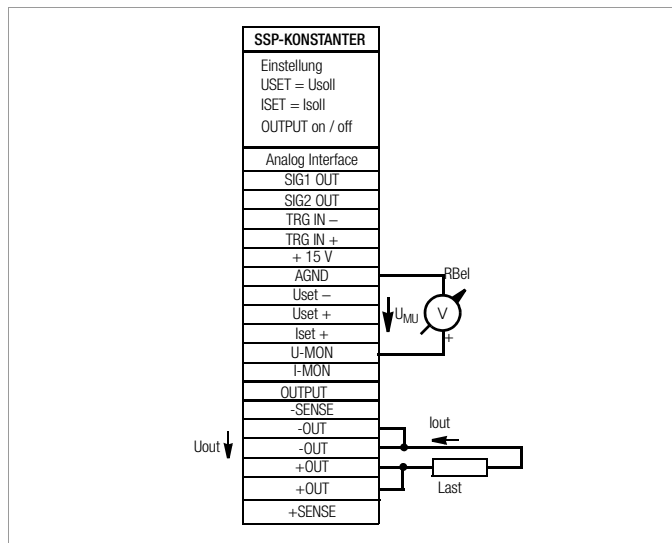 SSP-KONSTANTER
Einstellung
USET = Usoll
ISET = Isoll
OUTPUT on / off
Analog Interface
SIG1 OUT
SIG2 OUT
TRG IN –
TRG IN +
+ 15 V
AGND
RBel
Uset –
Uset +
UMU
V
Iset +
+
U-MON
I-MON
OUTPUT
-SENSE
-OUT
Iout
Uout
-OUT
+OUT
+OUT
Last
+SENSE